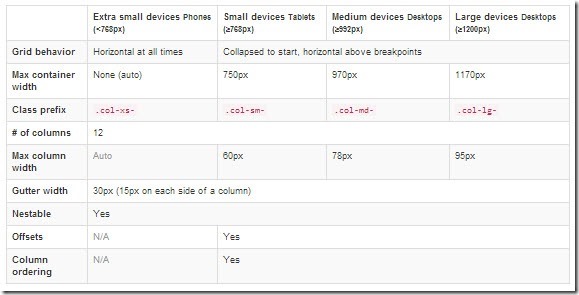 Extra small devices Phones (<768px)
Small devices Tablets (≥768px)
Medium devices Desktops (≥992px)
Large devices Desktops (≥1200px)
Grid behavior
Horizontal at all times
Collapsed to start, horizontal above breakpoints
Max container width
None (auto)
750px
970px
1170px
Class prefix
.col-xs-
.col-sm-
.col-md-
.col-lg-
# of columns
12
Max column width
Auto
60px
78px
95px
Gutter width
30px (15px on each side of a column)
Nestable
Yes
Offsets
N/A
Yes
Column ordering
N/A
Yes